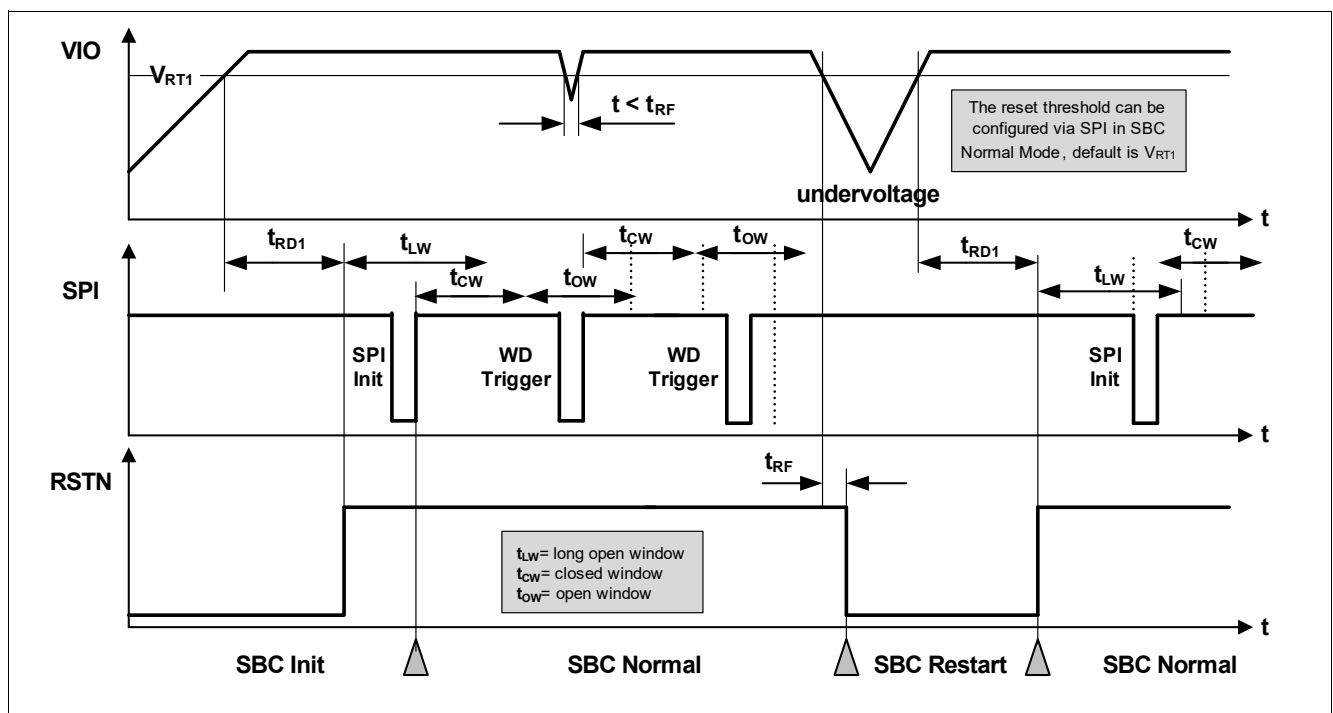 VIO
VRT1
t < tRF
The reset threshold can be
configured via SPI in SBC
Normal Mode, default is VRT1
undervoltage
t
tRD1
tLW
tCW
tOW
tRD1
tCW
SPI
tCW
tOW
tLW
SPI
Init
WD
Trigger
WD
Trigger
SPI
Init
t
RSTN
tRF
tLW= long open window
tCW= closed window
tOW= open window
t
SBC Init
SBC Normal
SBC Restart
SBC Normal